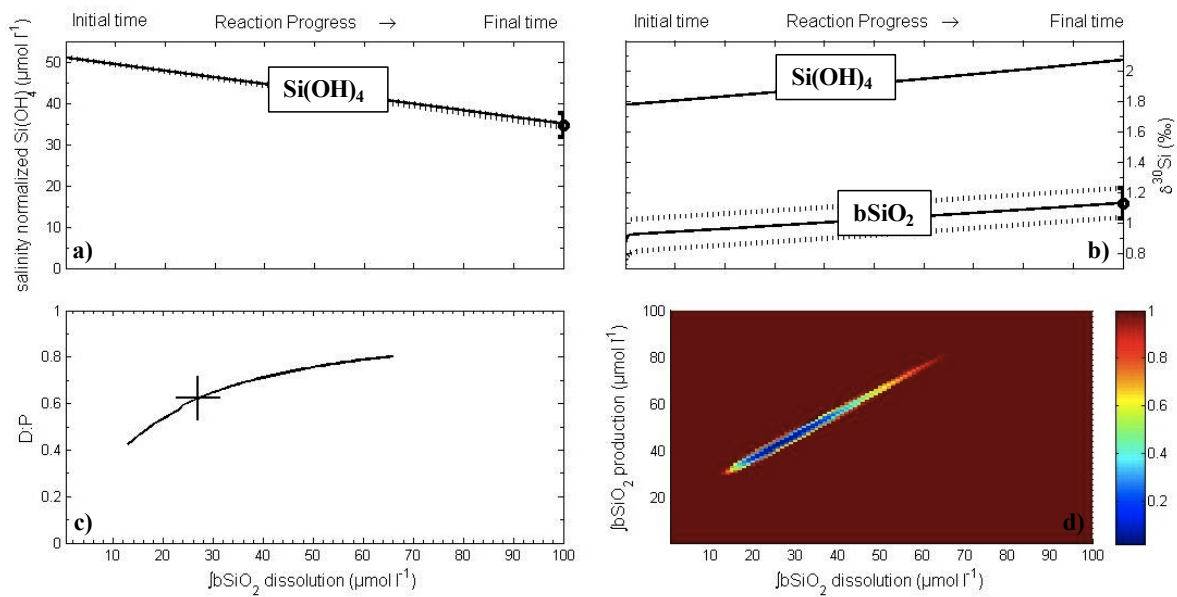 Initial time Reaction Progress → Final time
Initial time Reaction Progress → Final time
salinity normalized Si(OH)4 (μmol l-1)
50
40
30
20
10
0
Si(OH)4
a)
Si(OH)4
bSiO2
b)
2
1.8
1.6
1.4
1.2
1
0.8
δ30Si (‰)
D:P
1
0.8
0.6
0.4
0.2
0
c)
10 20 30 40 50 60 70 80 90 100
∫bSiO2 dissolution (μmol l-1)
∫bSiO2 production (μmol l-1)
100
80
60
40
20
d)
10 20 30 40 50 60 70 80 90 100
∫bSiO2 dissolution (μmol l-1)
1
0.8
0.6
0.4
0.2